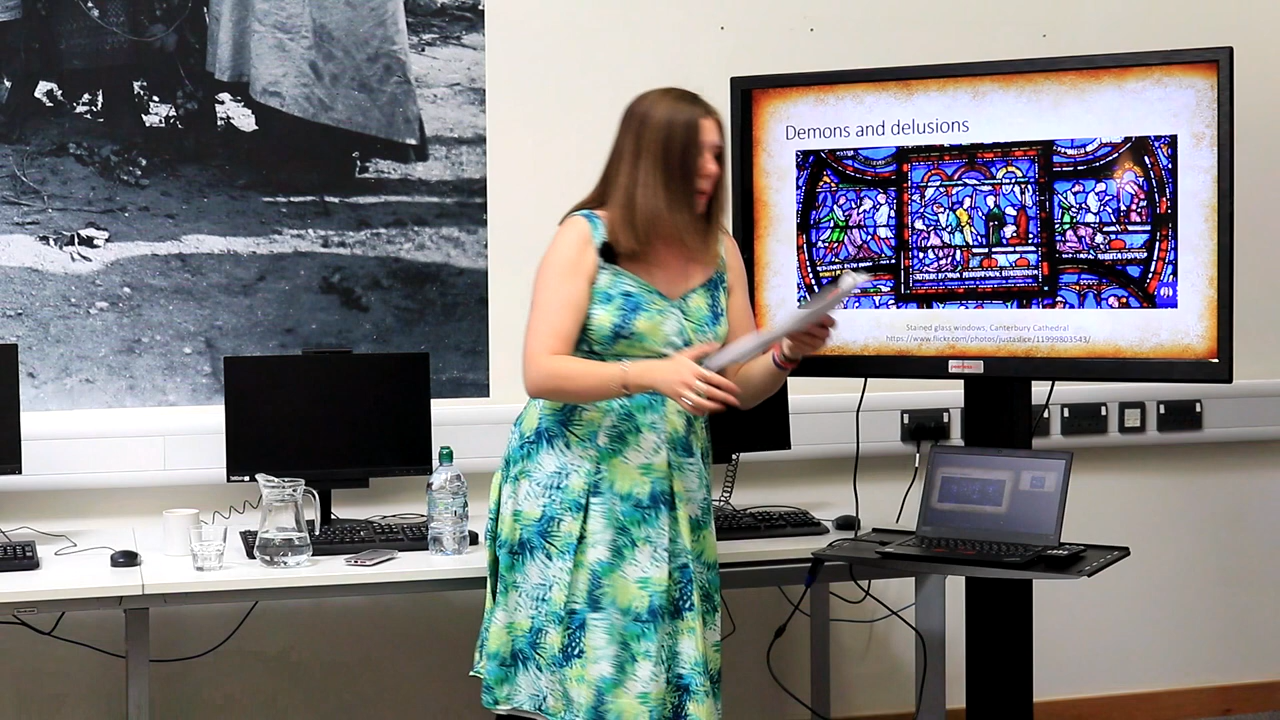 Demons and delusions
Stained glass windows, Canterbury Cathedral
https://www.flickr.com/photos/justaslice/11999803543/